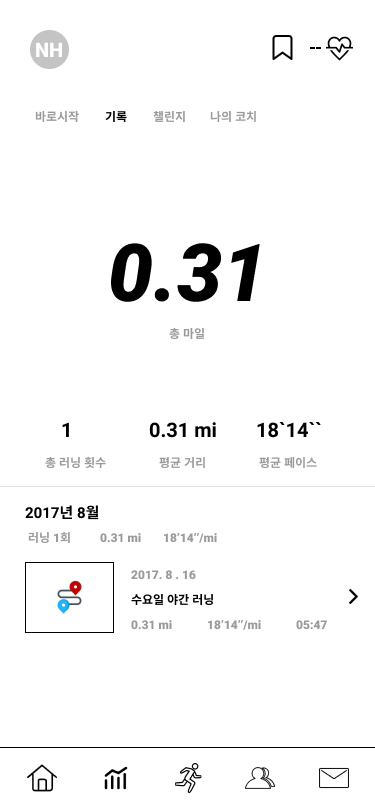 NH --
바로시작 기록 챌린지 나의 코치
0.31
총 마일
1 0.31 mi 18`14``
총 러닝 횟수 평균 거리 평균 페이스
2017년 8월
러닝 1회 0.31 mi 18’14’’/mi
2017. 8 . 16
수요일 야간 러닝
0.31 mi 18’14’’/mi 05:47